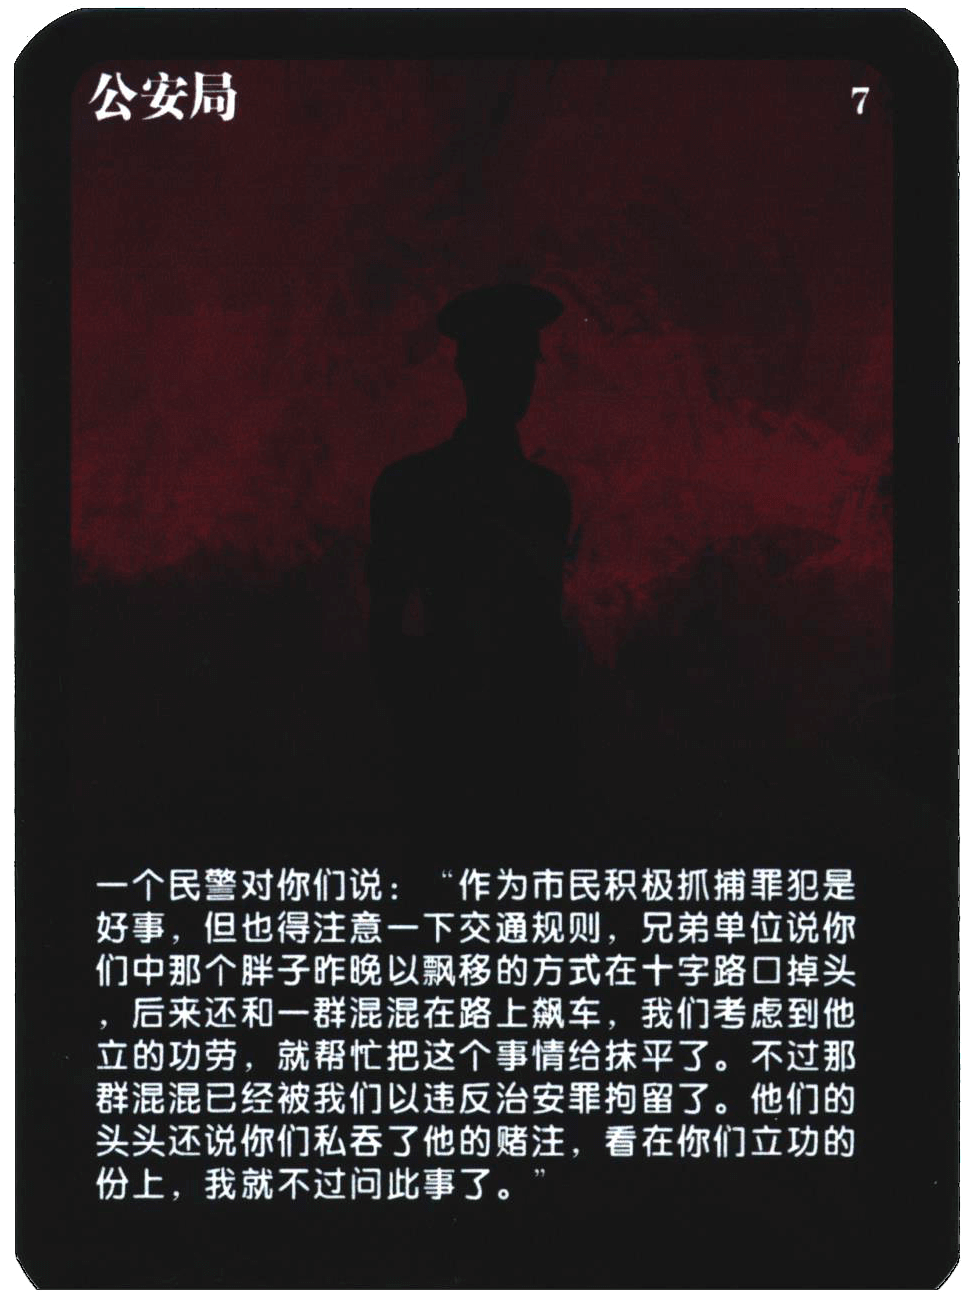 公安局
7
一个民警对你们说：“作为市民积极抓捕罪犯是
好事，但也得注意一下交通规则，兄弟单位说你
们中那个胖子昨晚以飘移的方式在十字路口掉头
，后来还和一群混混在路上飙车，我们考虑到他
立的功劳，就帮忙把这个事情给抹平了。不过那
群混混已经被我们以违反治安罪拘留了。他们的
头头还说你们私吞了他的赌注，看在你们立功的
份上，我就不过问此事了。”